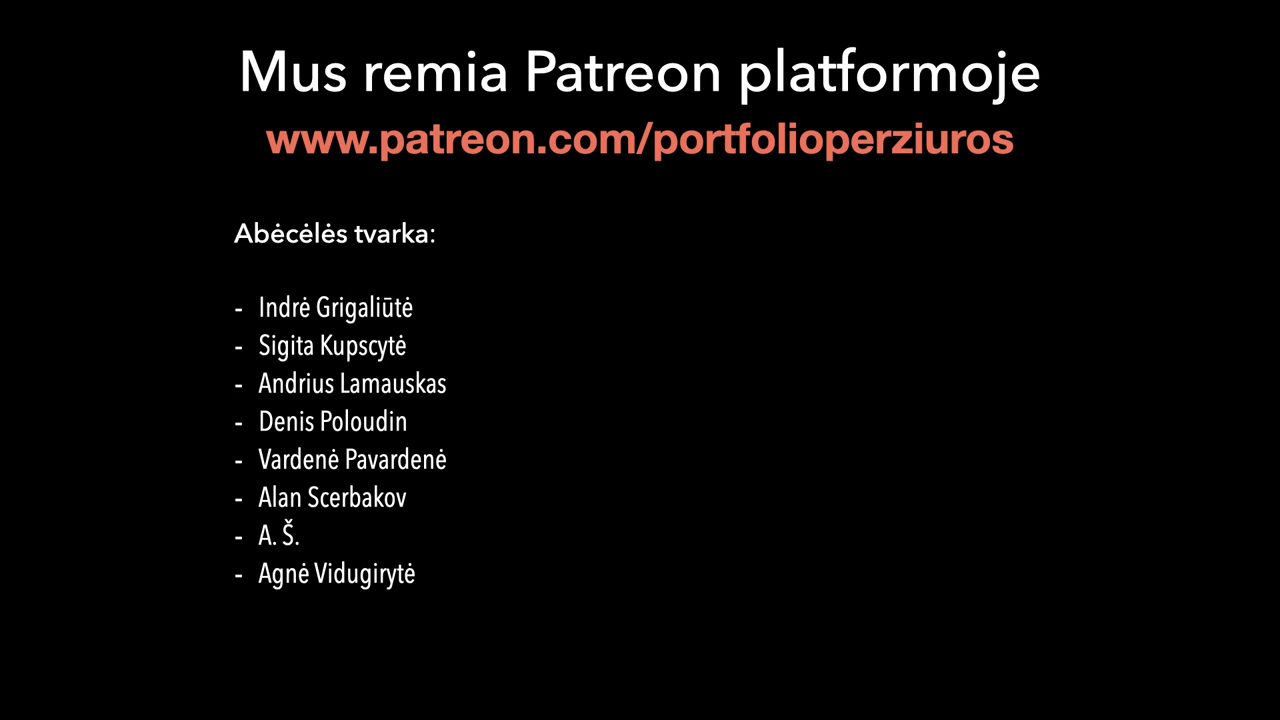 Mus remia Patreon platformoje
www.patreon.com/portfolioperziuros
Abėcėlės tvarka:
- Indrė Grigaliūtė
- Sigita Kupscytė
- Andrius Lamauskas
- Denis Poloudin
- Vardenė Pavardenė
- Alan Scerbakov
- A. Š.
- Agnė Vidugirytė